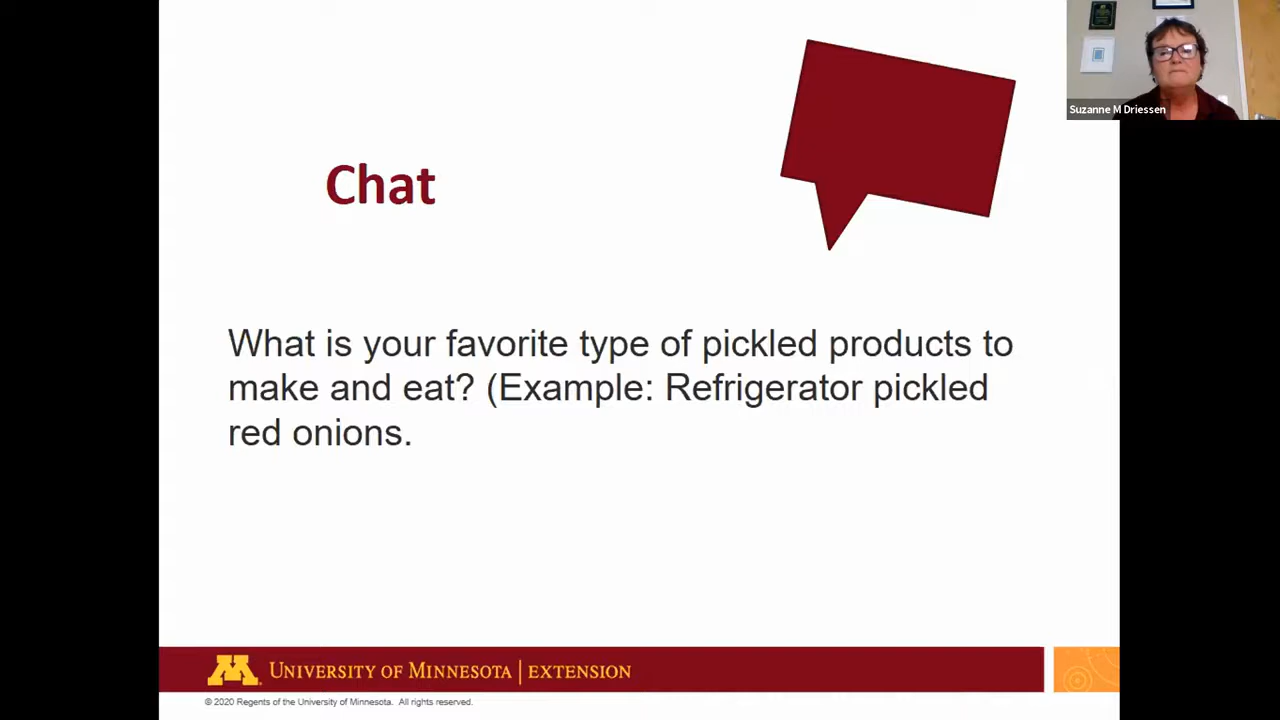 Suzanne M Driessen
Chat
What is your favorite type of pickled products to
make and eat? (Example: Refrigerator pickled
red onions.
M
UNIVERSITY OF MINNESOTA | EXTENSION
© 2020 Regents of the University of Minnesota. All rights reserved.